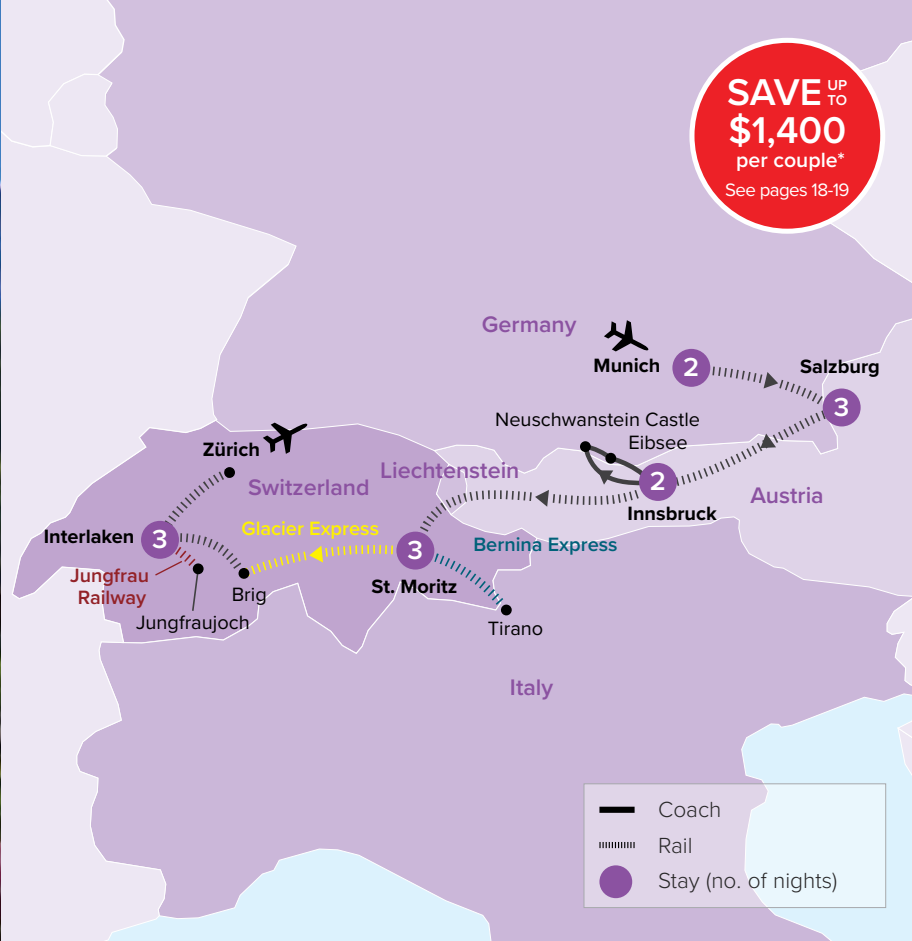 SAVE UP TO
$1,400
per couple*
See pages 18-19
Germany
Munich
2
Salzburg
3
Neuschwanstein Castle
Eibsee
2
Innsbruck
Austria
Zürich
Liechtenstein
Switzerland
Interlaken
3
Glacier Express
3
Bernina Express
Jungfrau
Railway
Brig
St. Moritz
Jungfraujoch
Tirano
Italy
Coach
Rail
Stay (no. of nights)